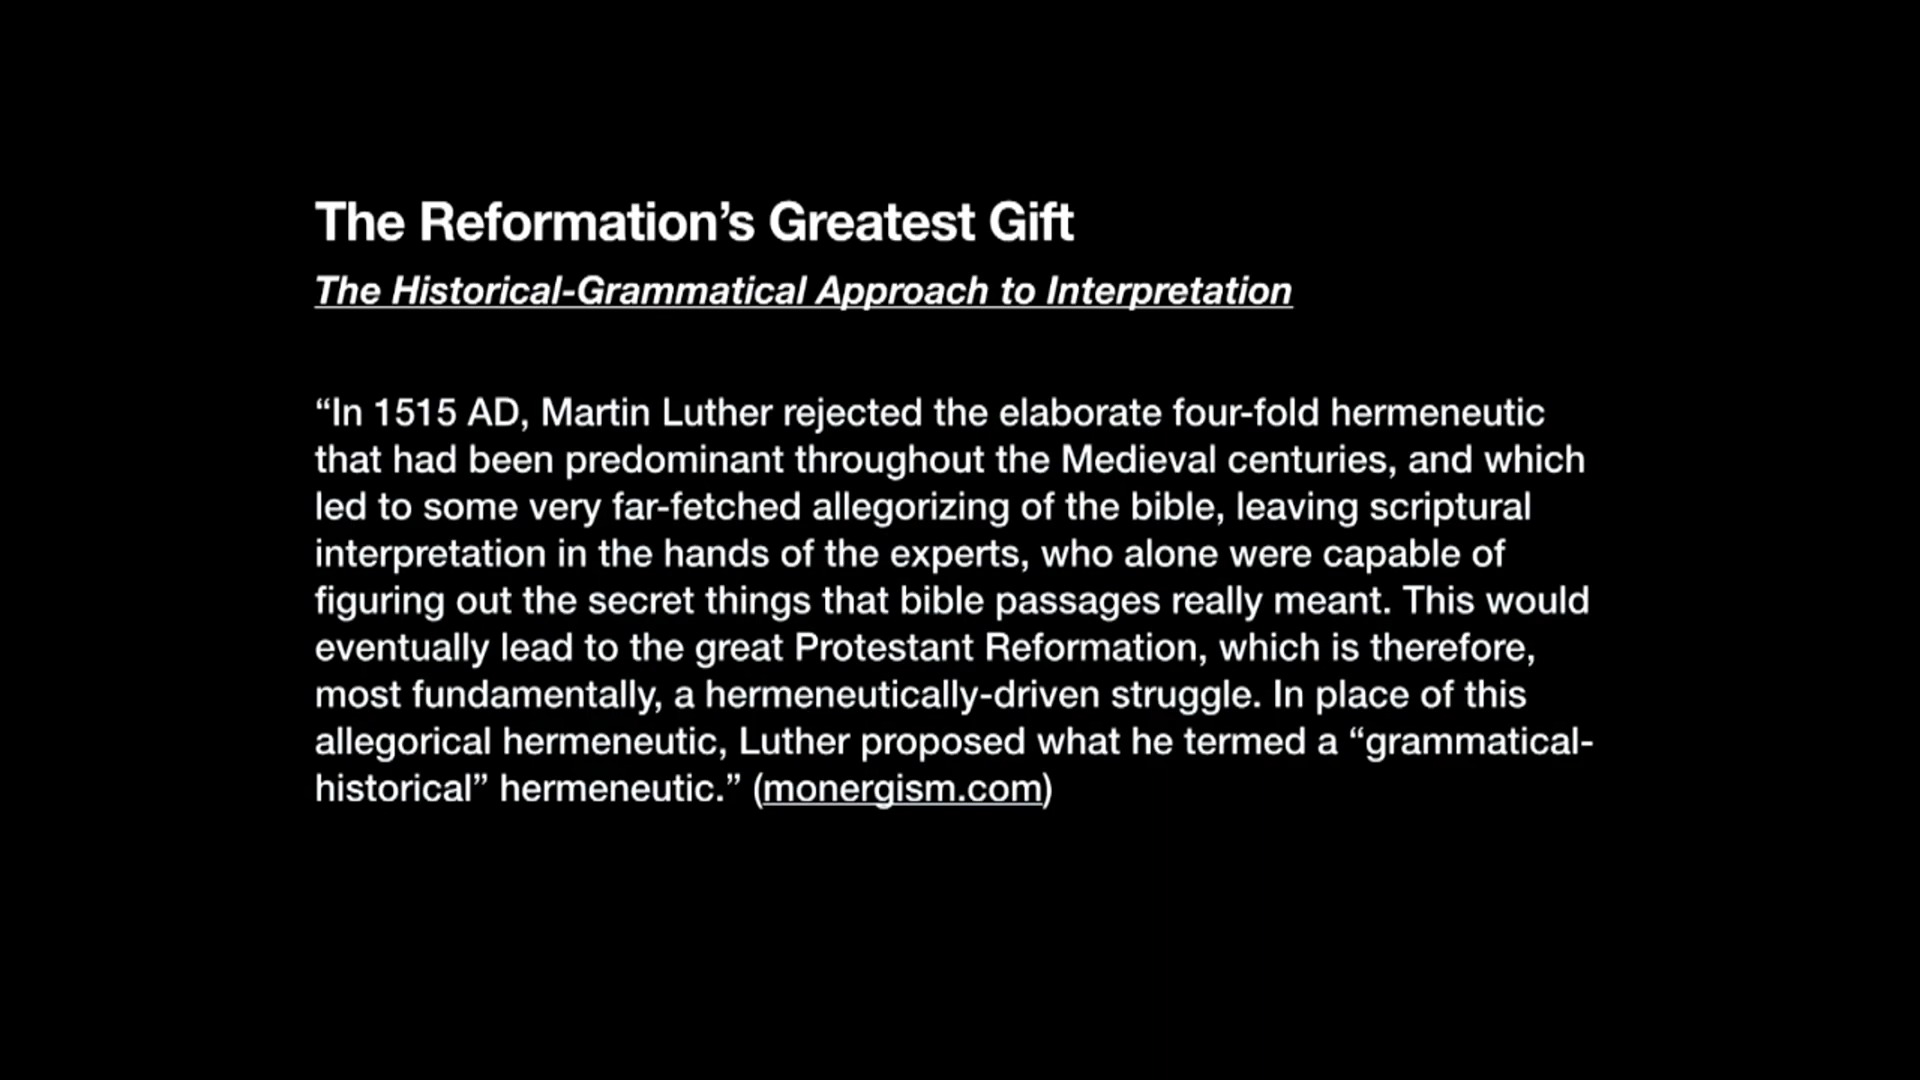 The Reformation’s Greatest Gift
The Historical-Grammatical Approach to Interpretation
“In 1515 AD, Martin Luther rejected the elaborate four-fold hermeneutic
that had been predominant throughout the Medieval centuries, and which
led to some very far-fetched allegorizing of the bible, leaving scriptural
interpretation in the hands of the experts, who alone were capable of
figuring out the secret things that bible passages really meant. This would
eventually lead to the great Protestant Reformation, which is therefore,
most fundamentally, a hermeneutically-driven struggle. In place of this
allegorical hermeneutic, Luther proposed what he termed a “grammatical-
historical” hermeneutic.” (monergism.com)